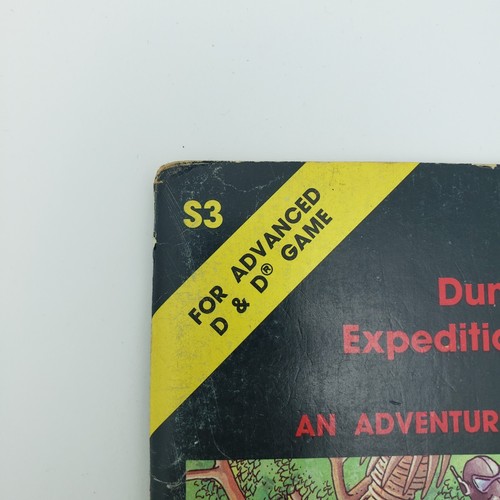 S3
FOR ADVANCED
D & D® GAME
Dun
Expeditio
AN ADVENTUR